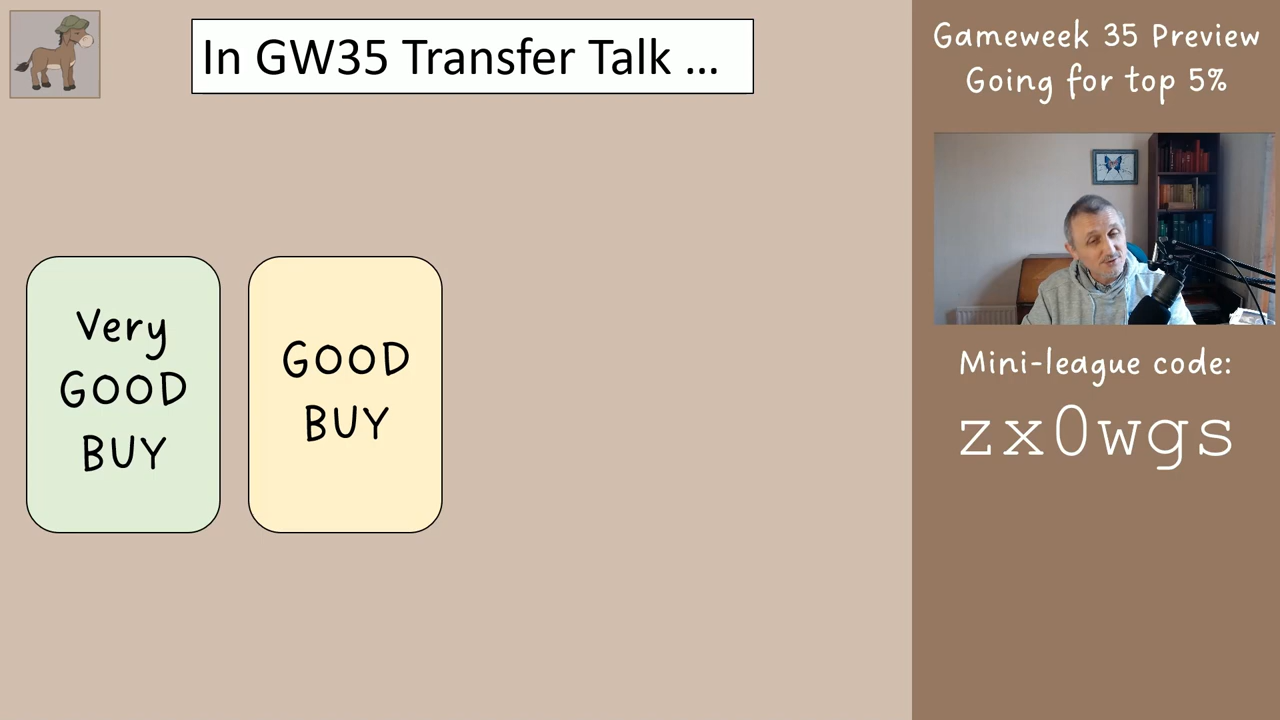 In GW35 Transfer Talk ...
Very
GOOD
BUY
GOOD
BUY
Gameweek 35 Preview
Going for top 5%
Mini-league code:
zx0wgs